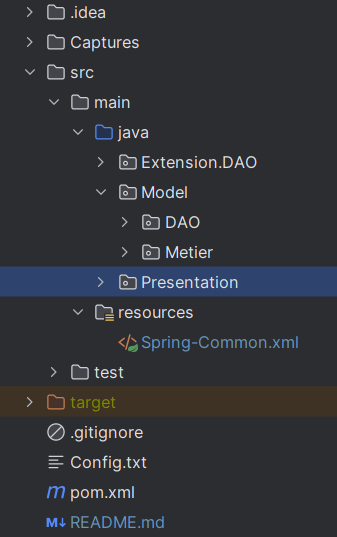 .idea
Captures
src
main
java
Extension.DAO
Model
DAO
Metier
Presentation
resources
Spring-Common.xml
test
target
.gitignore
Config.txt
m pom.xml
M↓ README.md